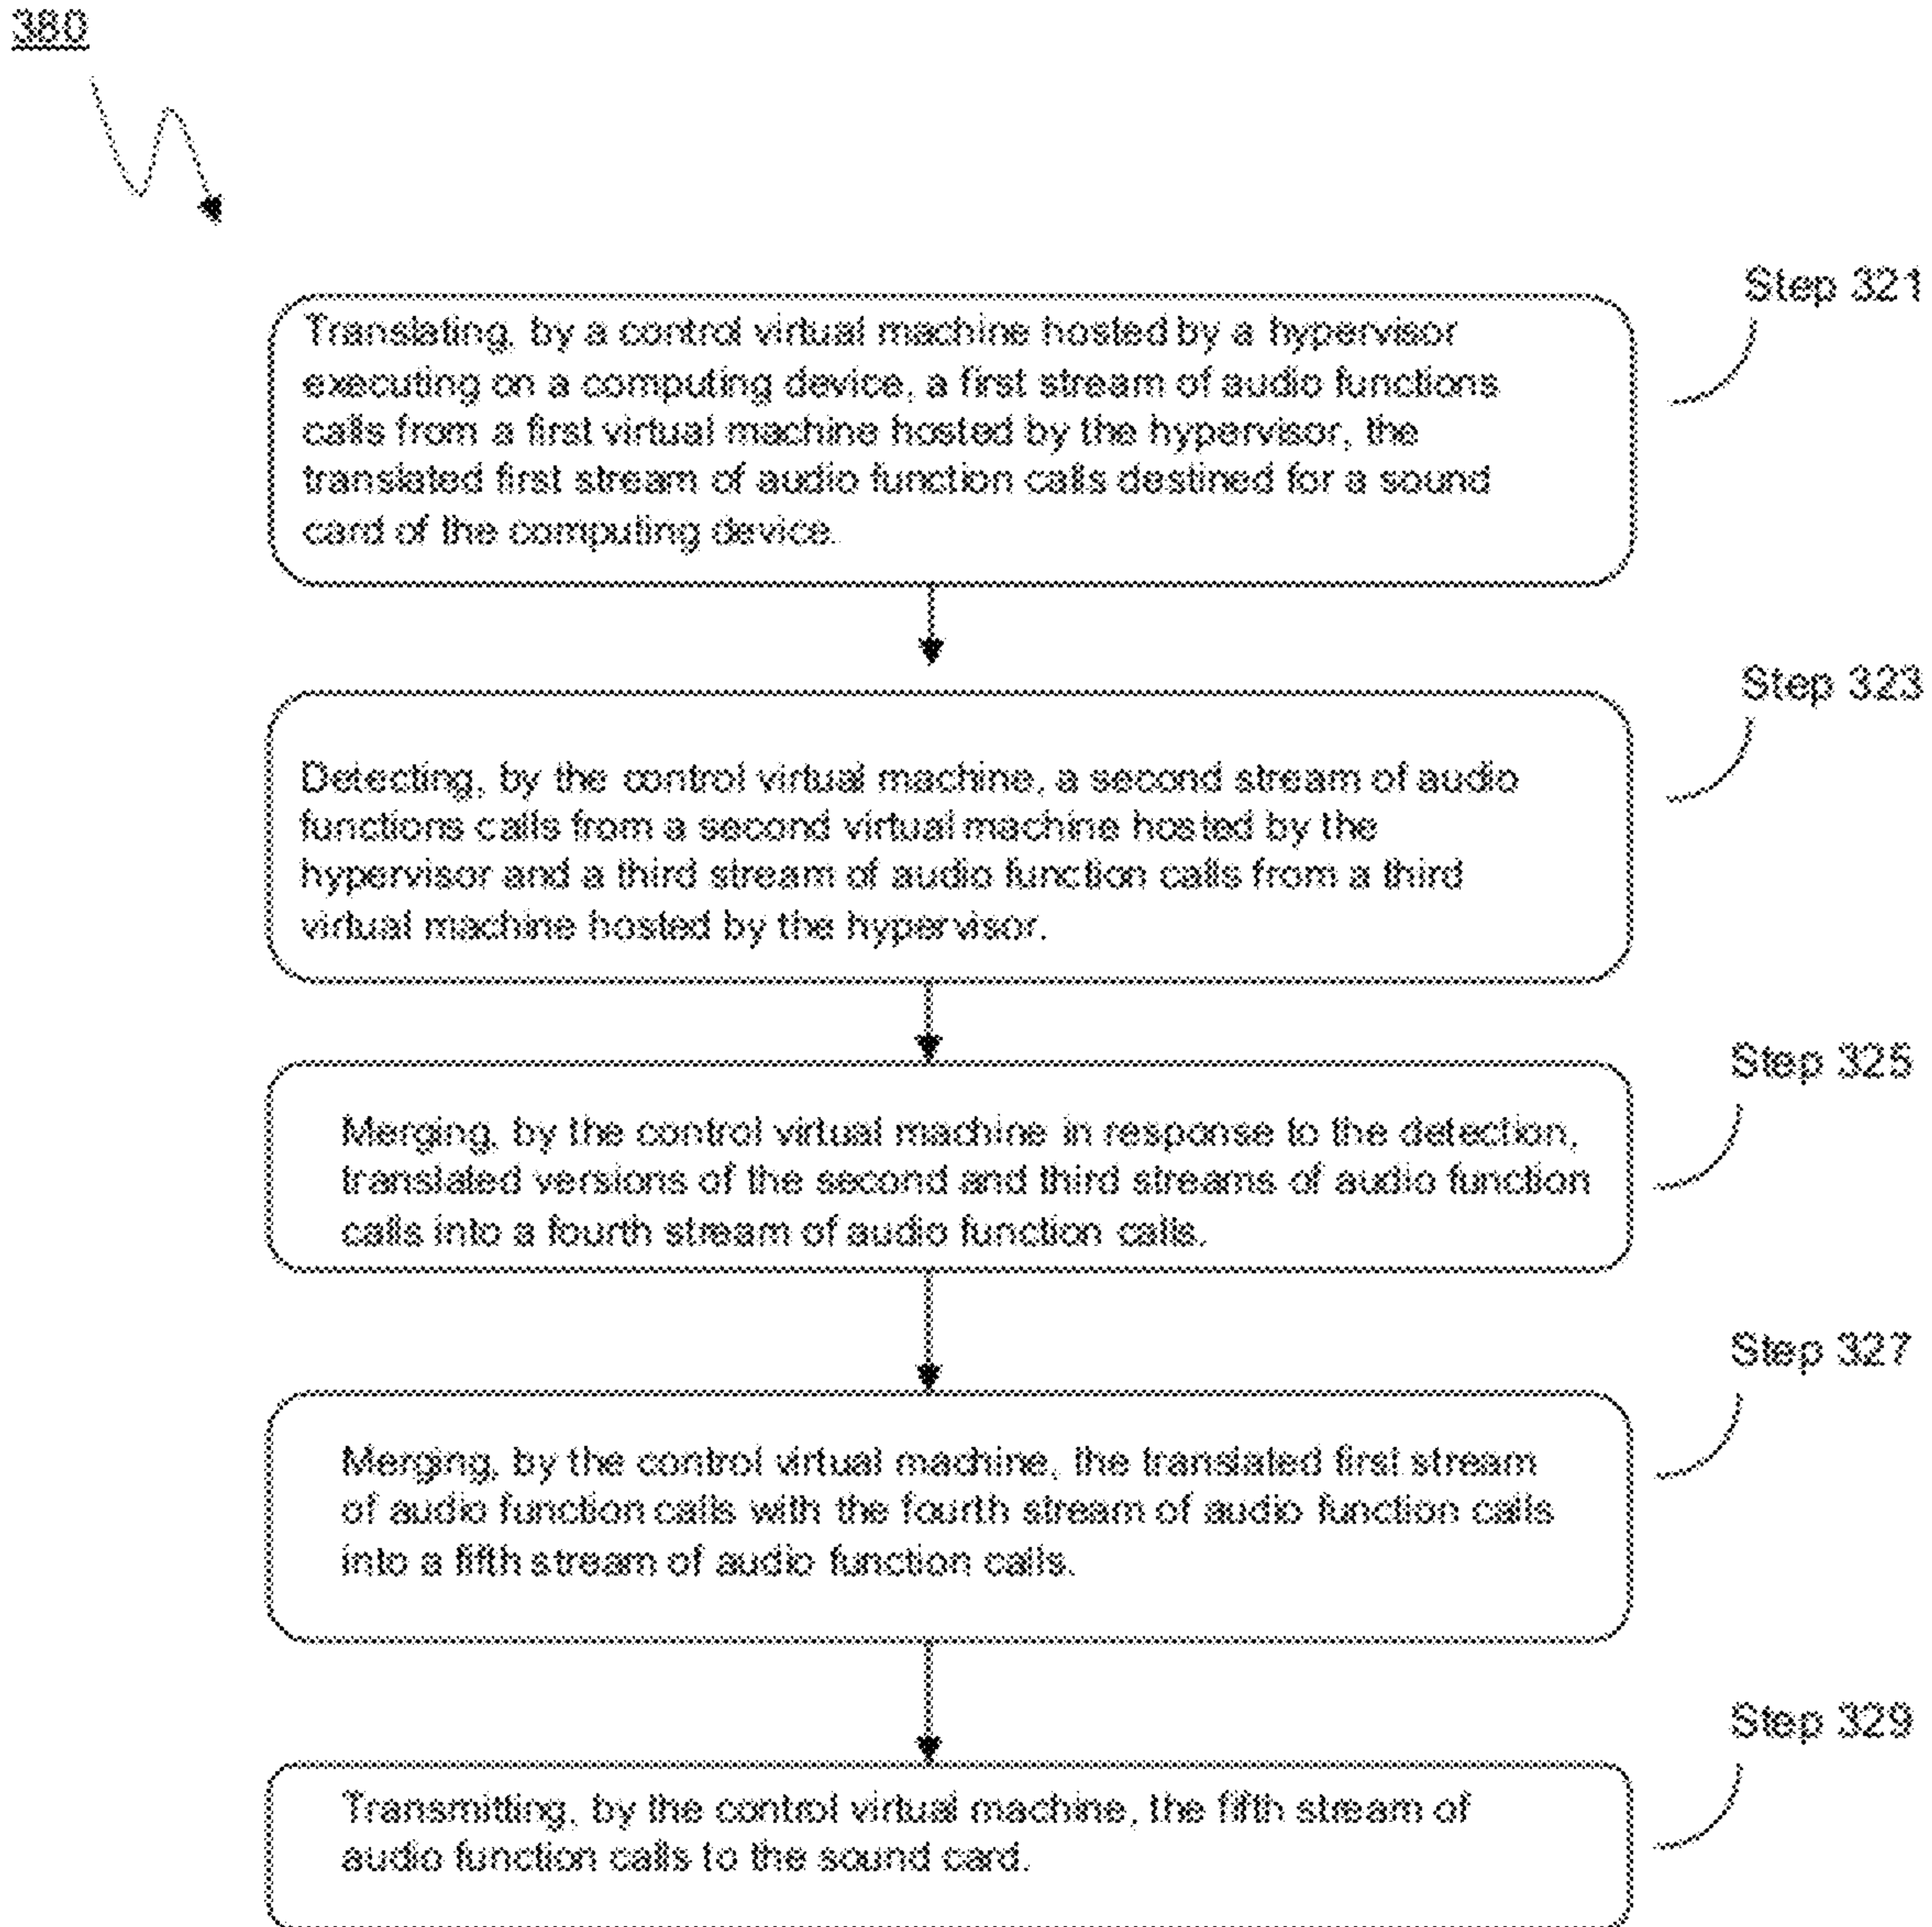 380
Step 321
Translating, by a control virtual machine hosted by a hypervisor
executing on a computing device, a first stream of audio functions
calls from a first virtual machine hosted by the hypervisor, the
translated first stream of audio function calls destined for a sound
card of the computing device.
Step 323
Detecting, by the control virtual machine, a second stream of audio
functions calls from a second virtual machine hosted by the
hypervisor and a third stream of audio function calls from a third
virtual machine hosted by the hypervisor.
Step 325
Merging, by the control virtual machine in response to the detection,
translated versions of the second and third streams of audio function
calls into a fourth stream of audio function calls.
Step 327
Merging, by the control virtual machine, the translated first stream
of audio function calls with the fourth stream of audio function calls
into a fifth stream of audio function calls.
Step 329
Transmitting, by the control virtual machine, the fifth stream of
audio function calls to the sound card.